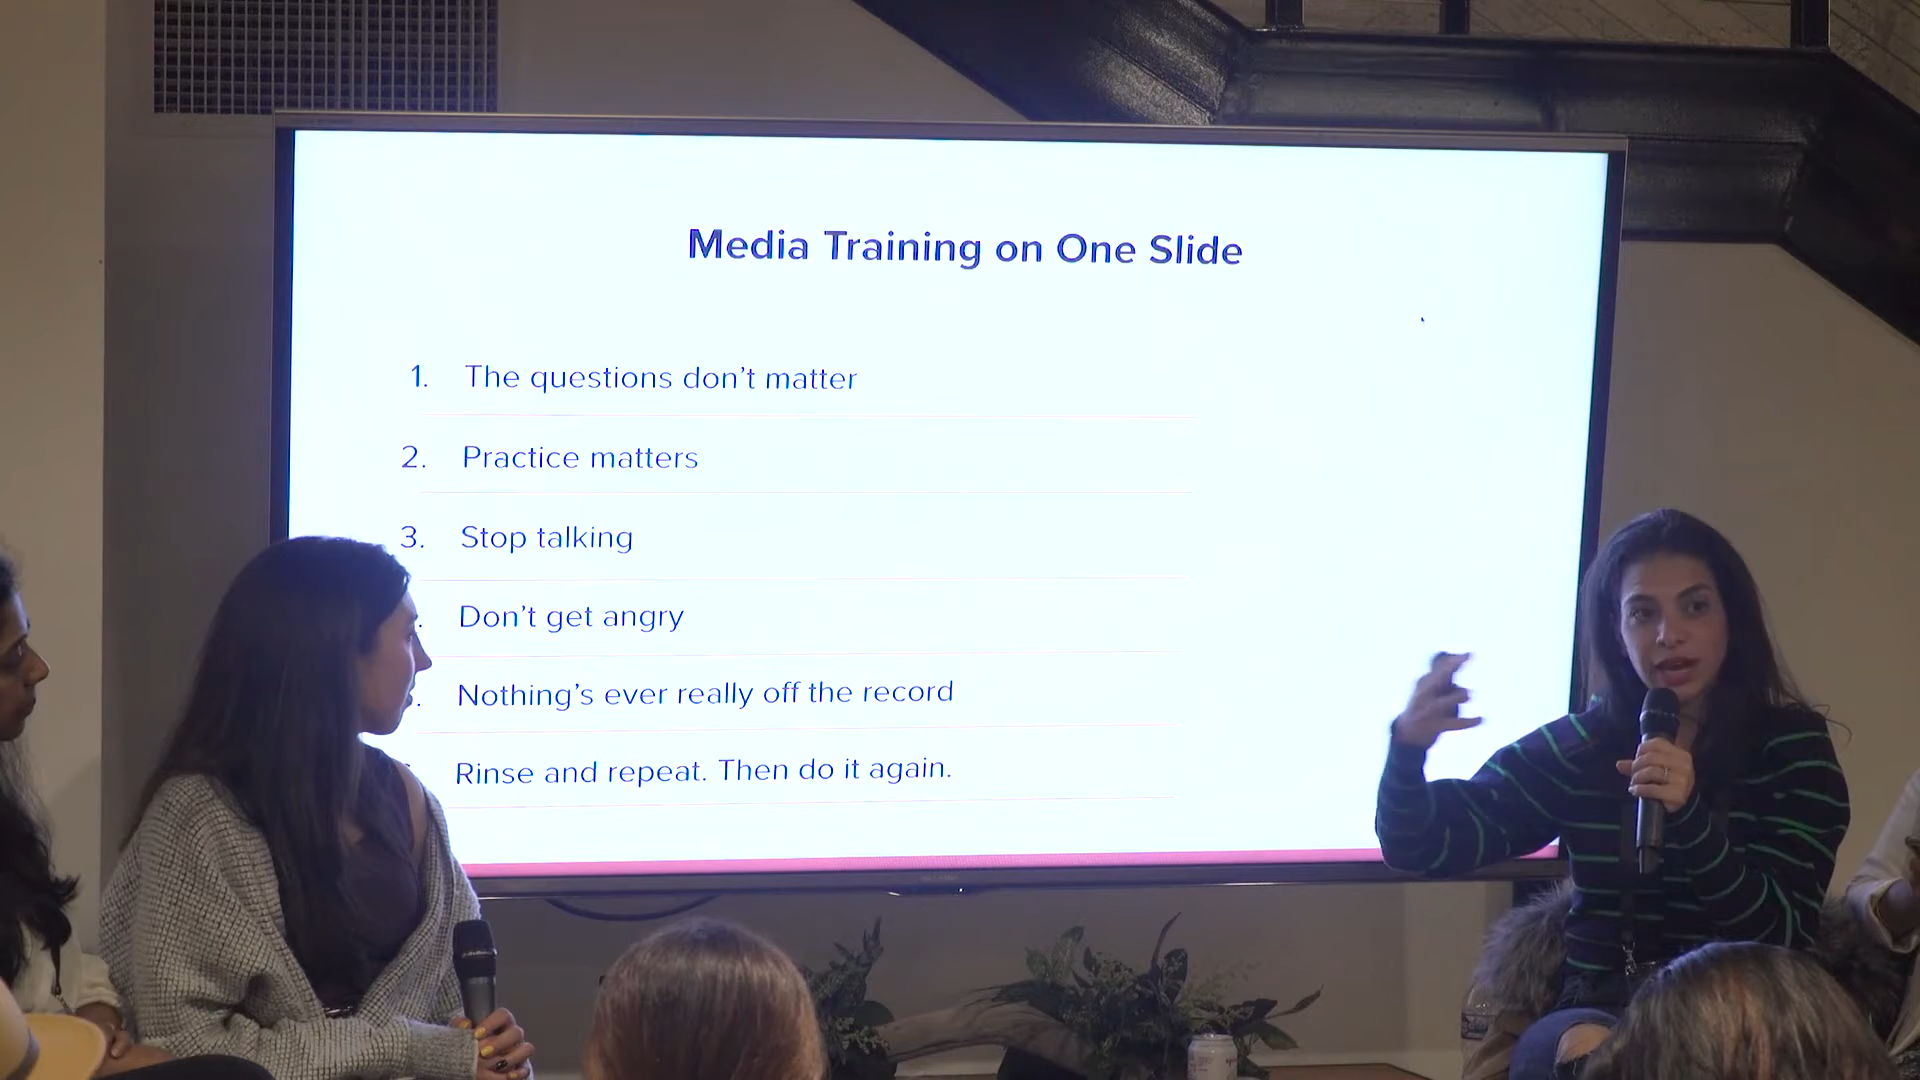 Media Training on One Slide
1. The questions don't matter
2. Practice matters
3. Stop talking
. Don't get angry
. Nothing's ever really off the record
Rinse and repeat. Then do it again.